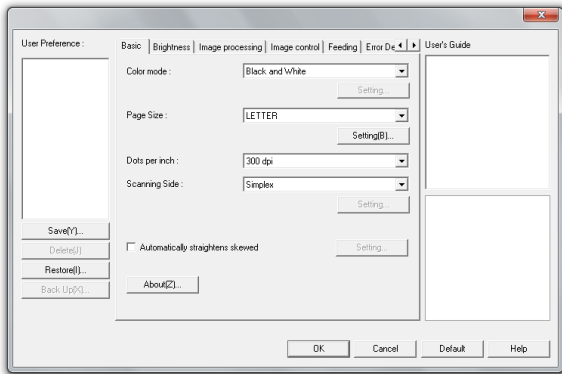 User Preference :
Save(Y)...
Delete(J)
Restore(I)...
Back Up(X)...
Basic
Brightness
Image processing
Image control
Feeding
Error De
Color mode :
Black and White
Setting...
Page Size :
LETTER
Setting(B)...
Dots per inch :
300 dpi
Scanning Side :
Simplex
Setting...
Automatically straightens skewed
Setting...
About(Z)...
User's Guide
OK
Cancel
Default
Help